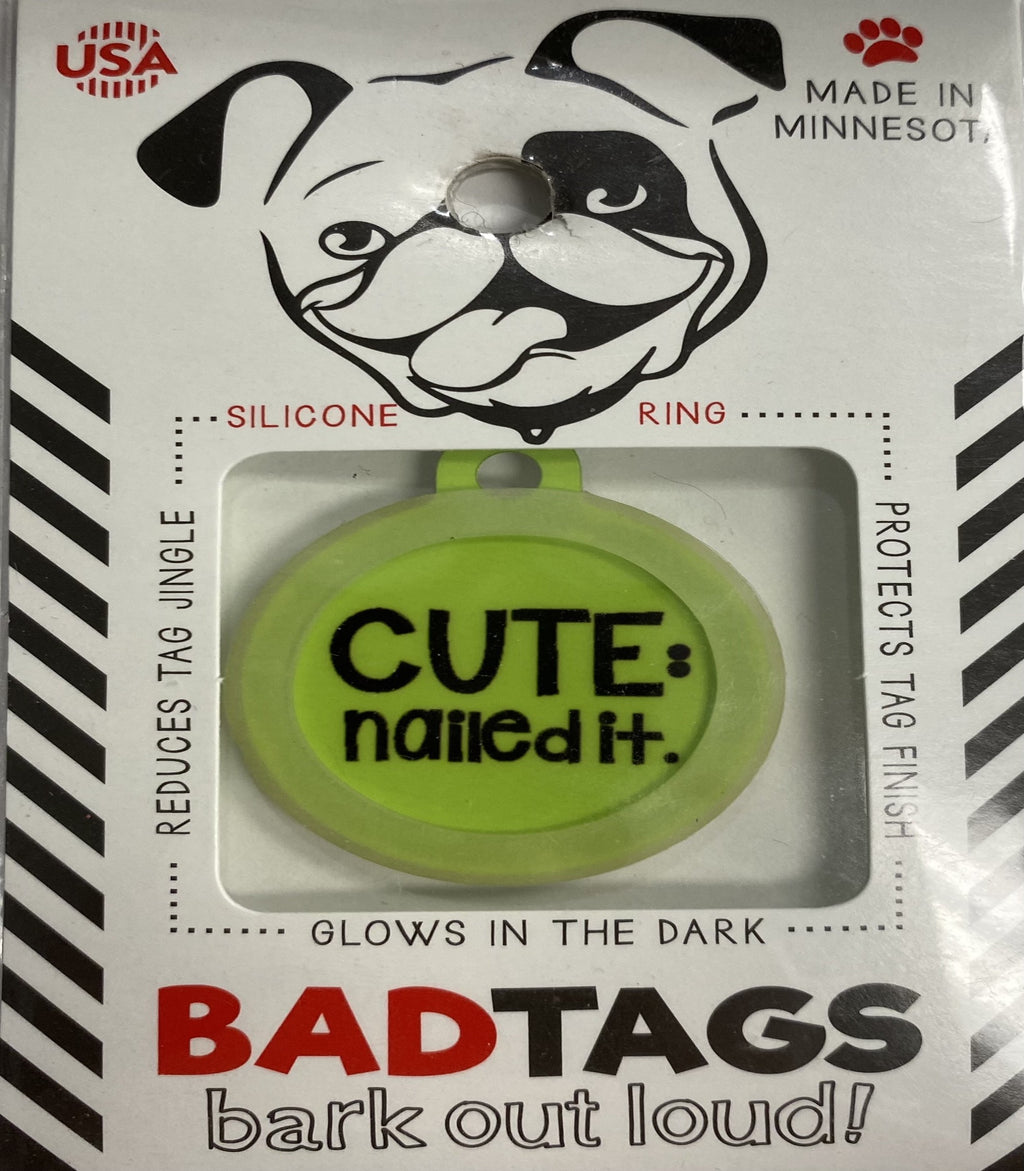 USA
MADE IN
MINNESOTA
SILICONE RING
REDUCES TAG JINGLE
PROTECTS TAG FINISH
CUTE:
nailed it.
GLOWS IN THE DARK
BADTAGS
bark out loud!